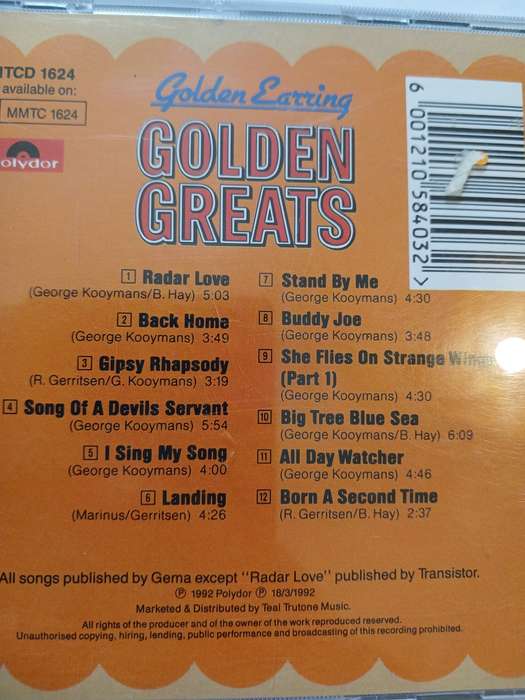 ITCD 1624
available on:
MMTC 1624
olydor
Golden Earring
GOLDEN
GREATS
6 001210 584032 >
1 Radar Love
(George Kooymans/B. Hay) 5:03
2 Back Home
(George Kooymans) 3:49
3 Gipsy Rhapsody
(R. Gerritsen/G. Kooymans) 3:19
4 Song Of A Devils Servant
(George Kooymans) 5:54
5 I Sing My Song
(George Kooymans) 4:00
6 Landing
(Marinus/Gerritsen) 4:26
7 Stand By Me
(George Kooymans) 4:30
8 Buddy Joe
(George Kooymans) 3:48
9 She Flies On Strange Wings
(Part 1)
(George Kooymans) 4:30
10 Big Tree Blue Sea
(George Kooymans/B. Hay) 6:09
11 All Day Watcher
(George Kooymans) 4:46
12 Born A Second Time
(R. Gerritsen/B. Hay) 2:37
All songs published by Gema except "Radar Love" published by Transistor.
℗ 1992 Polydor ℗ 18/3/1992
Marketed & Distributed by Teal Trutone Music.
All rights of the producer and of the owner of the work reproduced reserved.
Unauthorised copying, hiring, lending, public performance and broadcasting of this recording prohibited.